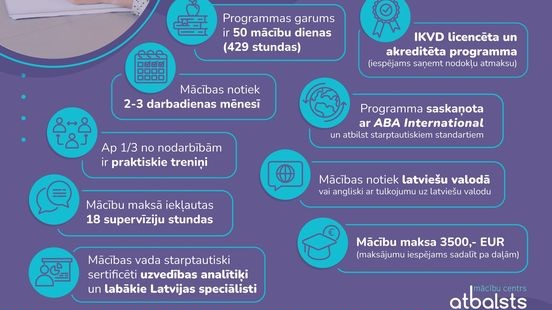 Programmas garums
ir 50 mācību dienas
(429 stundas)
Mācības notiek
2-3 darbadienas mēnesī
Ap 1/3 no nodarbībām
ir praktiskie treniņi
Mācību maksā iekļautas
18 supervīziju stundas
Mācības vada starptautiski
sertificēti uzvedības analītiķi
un labākie Latvijas speciālisti
IKVD licencēta un
akreditēta programma
(iespējams saņemt nodokļu atmaksu)
Programma saskaņota
ar ABA International
un atbilst starptautiskiem standartiem
Mācības notiek latviešu valodā
vai angliski ar tulkojumu uz latviešu valodu
Mācību maksa 3500,- EUR
(maksājumu iespējams sadalīt pa daļām)
mācību centrs
atbalsts